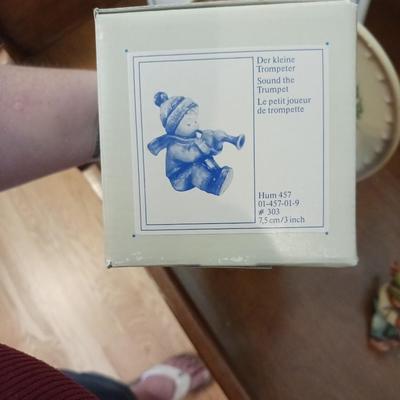 Der kleine
Trompeter
Sound the
Trumpet
Le petit joueur
de trompette
Hum 457
01-457-01-9
# 303
7,5 cm/3 inch